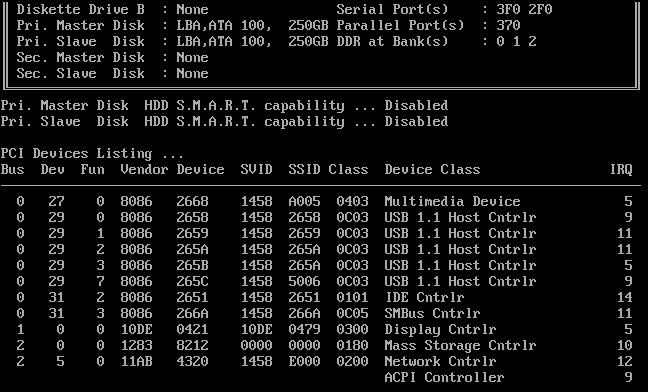 Diskette Drive B  : None                Serial Port(s)    : 3F0 2F0
Pri. Master Disk  : LBA,ATA 100,  250GB Parallel Port(s)  : 370
Pri. Slave  Disk  : LBA,ATA 100,  250GB DDR at Bank(s)    : 0 1 2
Sec. Master Disk  : None
Sec. Slave  Disk  : None
Pri. Master Disk  HDD S.M.A.R.T. capability ... Disabled
Pri. Slave  Disk  HDD S.M.A.R.T. capability ... Disabled
PCI Devices Listing ...
Bus  Dev  Fun  Vendor Device  SVID  SSID Class  Device Class  IRQ
0  27  0  8086  2668  1458  A005  0403  Multimedia Device  5
0  29  0  8086  2658  1458  2658  0C03  USB 1.1 Host Cntrlr  9
0  29  1  8086  2659  1458  2659  0C03  USB 1.1 Host Cntrlr  11
0  29  2  8086  265A  1458  265A  0C03  USB 1.1 Host Cntrlr  11
0  29  3  8086  265B  1458  265A  0C03  USB 1.1 Host Cntrlr  5
0  29  7  8086  265C  1458  5006  0C03  USB 1.1 Host Cntrlr  9
0  31  2  8086  2651  1458  2651  0101  IDE Cntrlr  14
0  31  3  8086  266A  1458  266A  0C05  SMBus Cntrlr  11
1  0  0  10DE  0421  10DE  0479  0300  Display Cntrlr  5
2  0  0  1283  8212  0000  0000  0180  Mass Storage Cntrlr  10
2  5  0  11AB  4320  1458  E000  0200  Network Cntrlr  12
ACPI Controller  9